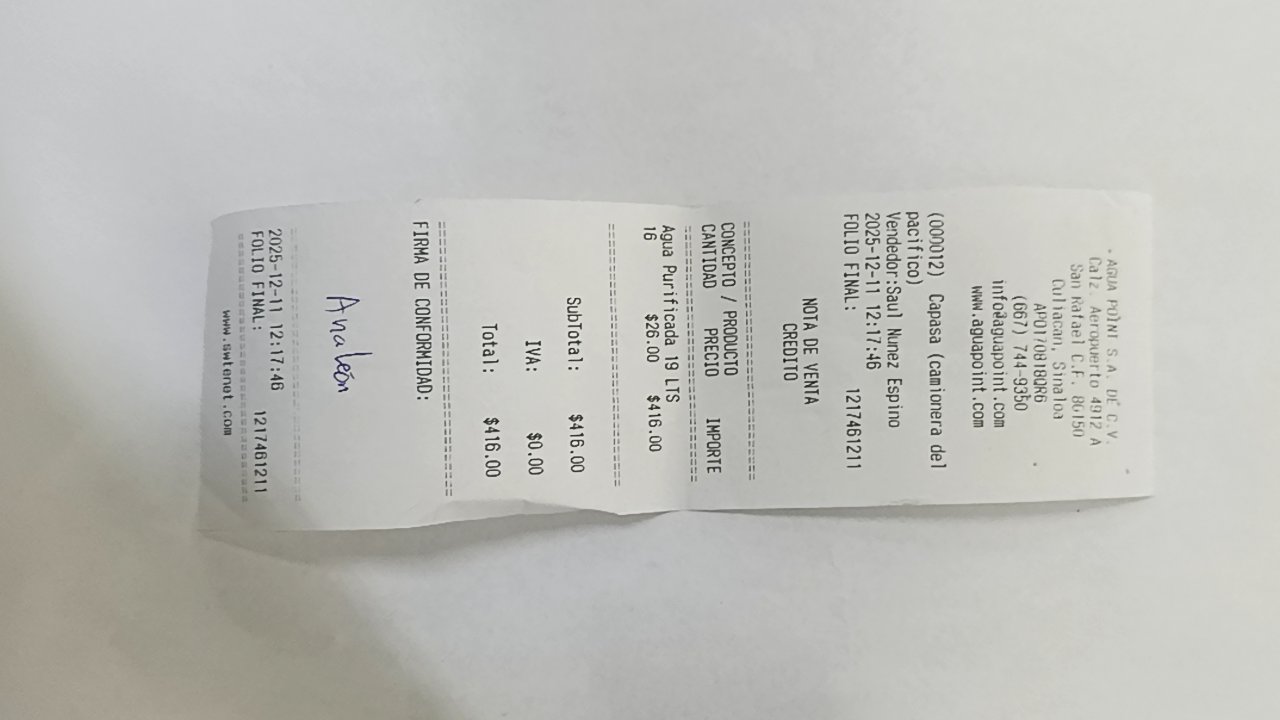 AGUA POINT S.A. DE C.V.
Calz. Aeropuerto 4912 A
San Rafael C.P. 80150
Culiacan, Sinaloa
APO170818QR6
(667) 744-9350
info@aguapoint.com
www.aguapoint.com
(000012) Capasa (camionera del
pacifico)
Vendedor:Saul Nunez Espino
2025-12-11 12:17:46
FOLIO FINAL: 1217461211
NOTA DE VENTA
CREDITO
CONCEPTO / PRODUCTO
CANTIDAD PRECIO IMPORTE
Agua Purificada 19 LTS
16 $26.00 $416.00
SubTotal: $416.00
IVA: $0.00
Total: $416.00
FIRMA DE CONFORMIDAD:
Ana León
2025-12-11 12:17:46
FOLIO FINAL: 1217461211
www.swtenet.com